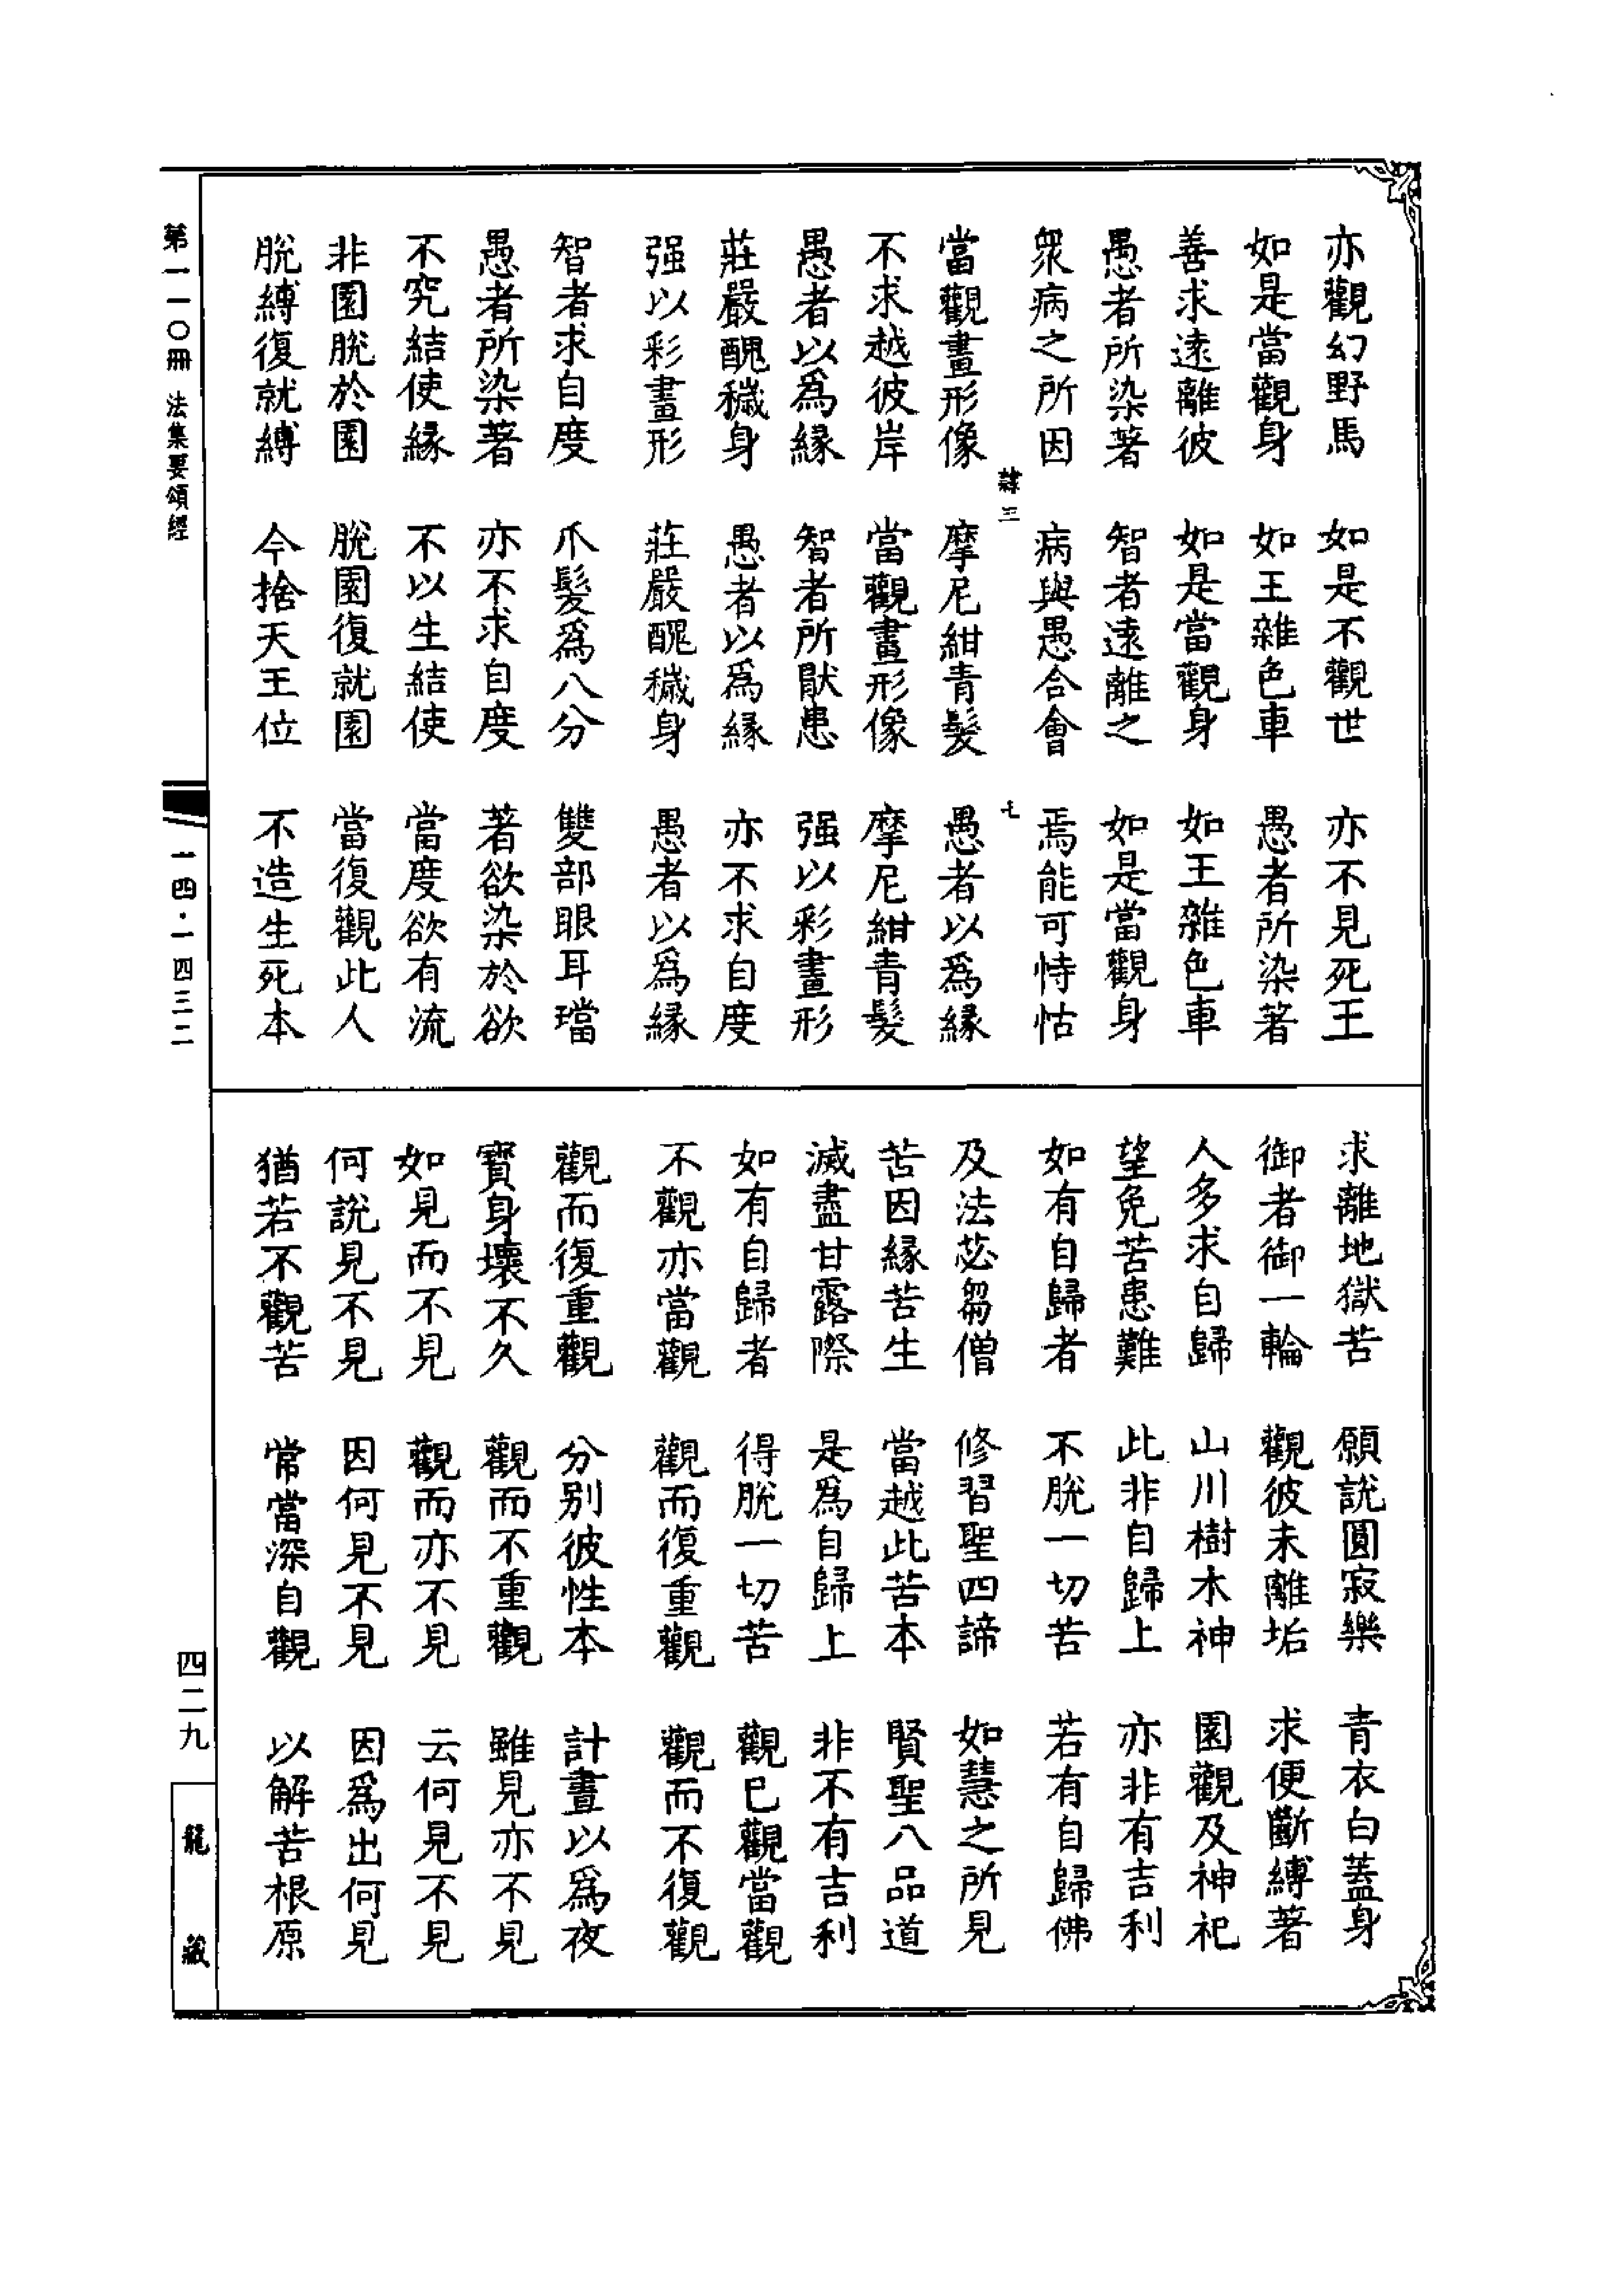 亦觀幻野馬　如是不觀世　亦不見死王
如是當觀身　如王雜色車　愚者所染著
善求遠離彼　如是當觀身　如王雜色車
愚者所染著　智者遠離之　如是當觀身
衆病之所因　病與愚合會　焉能可恃怙
隸三　七
當觀畫形像　摩尼紺青髮　愚者以爲緣
不求越彼岸　當觀畫形像　摩尼紺青髮
愚者以爲緣　智者所猒患　强以彩畫形
莊嚴醜穢身　愚者以爲緣　亦不求自度
强以彩畫形　莊嚴醜穢身　愚者以爲緣
智者求自度　爪髮爲八分　雙部眼耳璫
愚者所染著　亦不求自度　著欲染於欲
不究結使緣　不以生結使　當度欲有流
非園脫於園　脫園復就園　當復觀此人
脫縛復就縛　今捨天王位　不造生死本
求離地獄苦　願說圓寂樂　青衣白蓋身
御者御一輪　觀彼未離垢　求便斷縛著
人多求自歸　山川樹木神　園觀及神祀
望免苦患難　此非自歸上　亦非有吉利
如有自歸者　不脫一切苦　若有自歸佛
及法苾芻僧　修習聖四諦　如慧之所見
苦因緣苦生　當越此苦本　賢聖八品道
滅盡甘露際　是爲自歸上　非不有吉利
如有自歸者　得脫一切苦　觀已觀當觀
不觀亦當觀　觀而復重觀　觀而不復觀
觀而復重觀　分别彼性本　計晝以爲夜
寳身壞不久　觀而不重觀　雖見亦不見
如見而不見　觀而亦不見　云何見不見
何說見不見　因何見不見　因爲出何見
猶若不觀苦　常當深自觀　以解苦根原
第一一〇冊　法集要頌經
一四·一四三二
四二九
龍藏